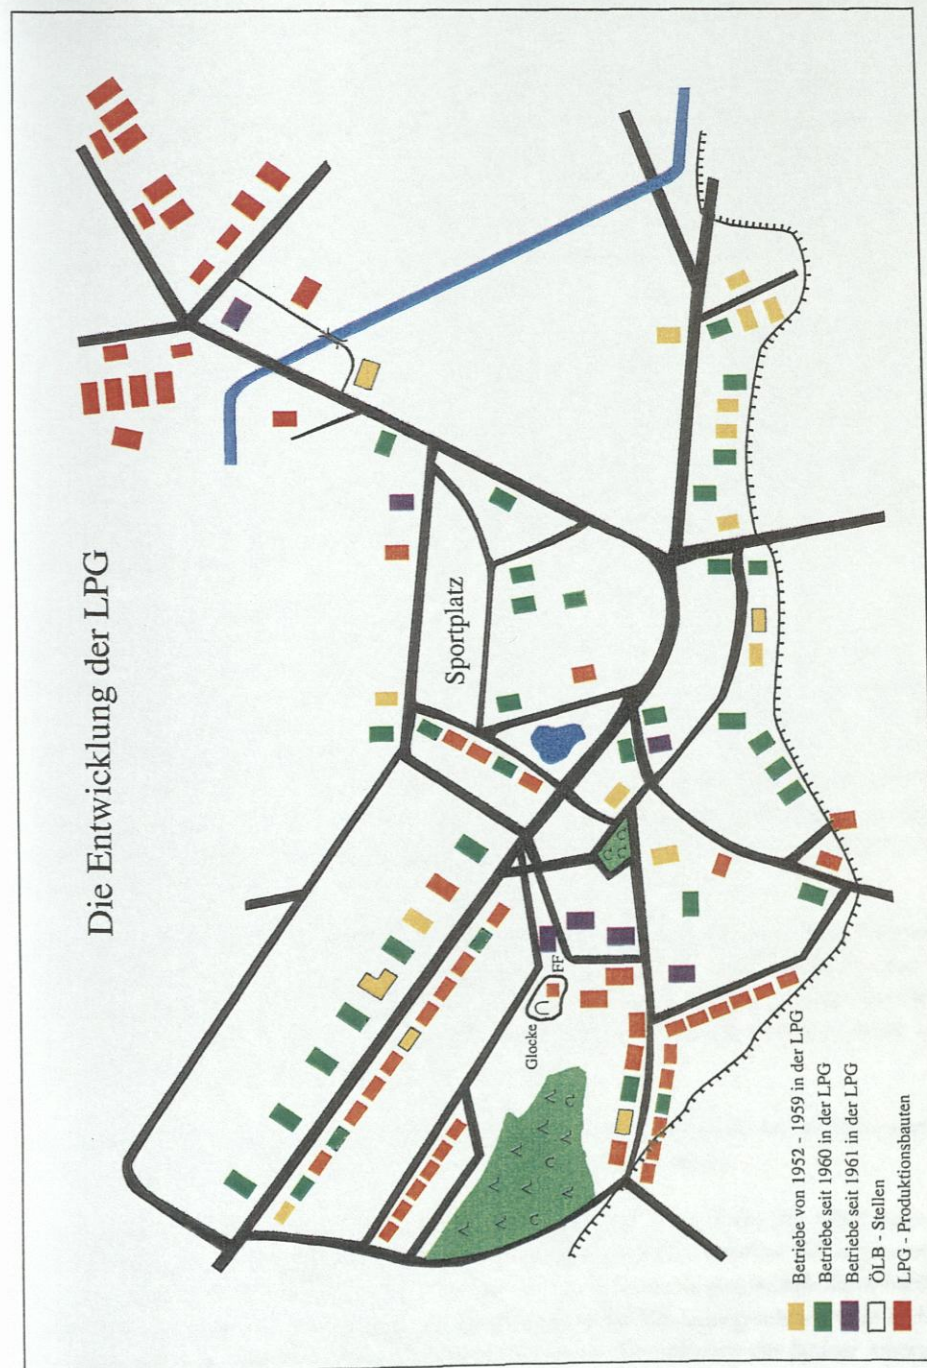 Die Entwicklung der LPG
Sportplatz
Glocke
FF
Betriebe von 1952 - 1959 in der LPG
Betriebe seit 1960 in der LPG
Betriebe seit 1961 in der LPG
ÖLB - Stellen
LPG - Produktionsbauten